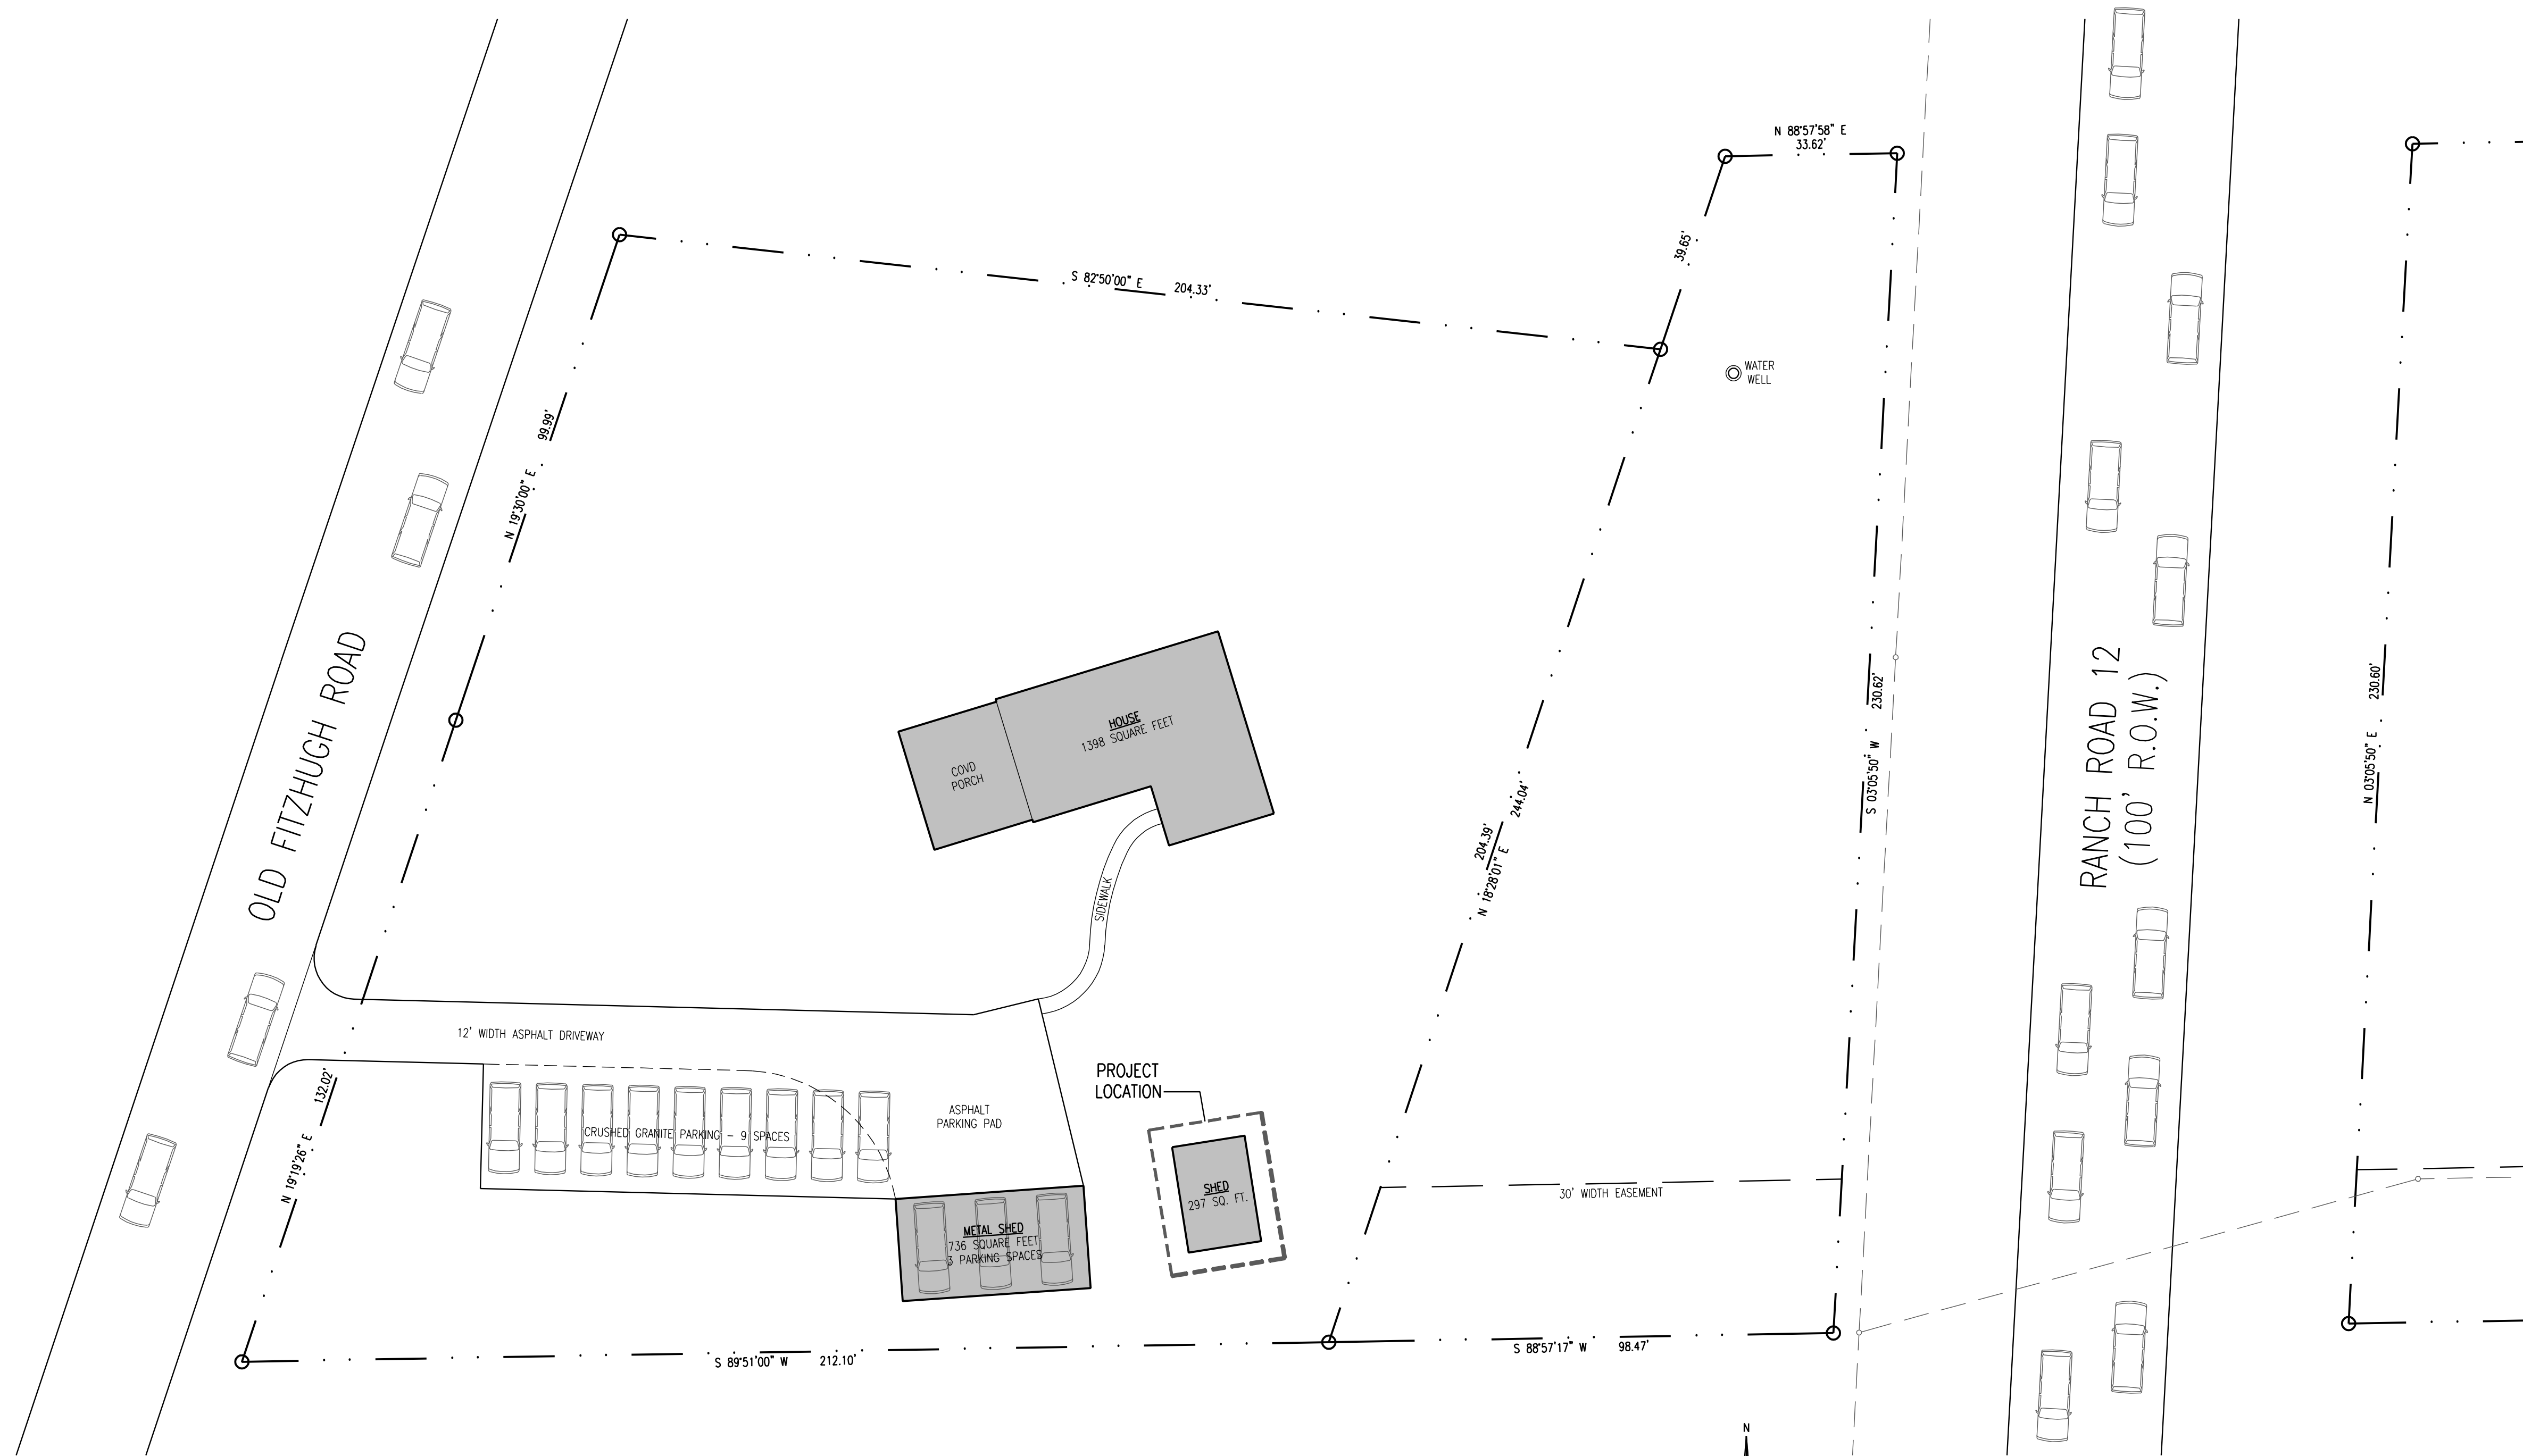 N 88°57'58" E
33.62'
39.65'
S 82°50'00" E 204.33'
WATER
WELL
N 19°30'00" E 99.99'
OLD FITZHUGH ROAD
HOUSE
1398 SQUARE FEET
COVD
PORCH
SIDEWALK
204.39'
244.04'
N 18°28'01" E
S 03°05'50" W 230.62'
RANCH ROAD 12
(100' R.O.W.)
N 03°05'50" E 230.60'
12' WIDTH ASPHALT DRIVEWAY
N 19°19'26" E 132.02'
CRUSHED GRANITE PARKING – 9 SPACES
ASPHALT
PARKING PAD
PROJECT
LOCATION
SHED
297 SQ. FT.
METAL SHED
736 SQUARE FEET
3 PARKING SPACES
30' WIDTH EASEMENT
S 89°51'00" W 212.10'
S 88°57'17" W 98.47'
N